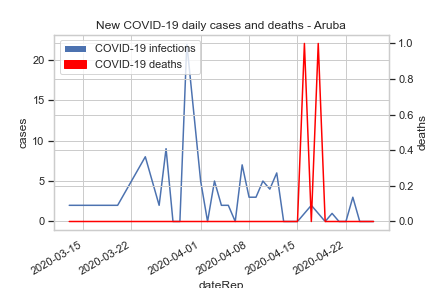 New COVID-19 daily cases and deaths - Aruba
COVID-19 infections
COVID-19 deaths
cases
20
15
10
5
0
deaths
1.0
0.8
0.6
0.4
0.2
0.0
2020-03-15
2020-03-22
2020-04-01
2020-04-08
2020-04-15
2020-04-22
dateRep